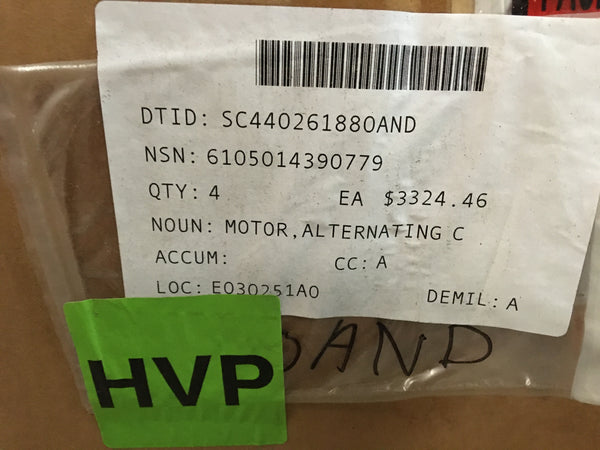 DTID: SC440261880AND
NSN: 6105014390779
QTY: 4 EA $3324.46
NOUN: MOTOR,ALTERNATING C
ACCUM: CC: A
LOC: E030251A0 DEMIL: A
HVP
AND